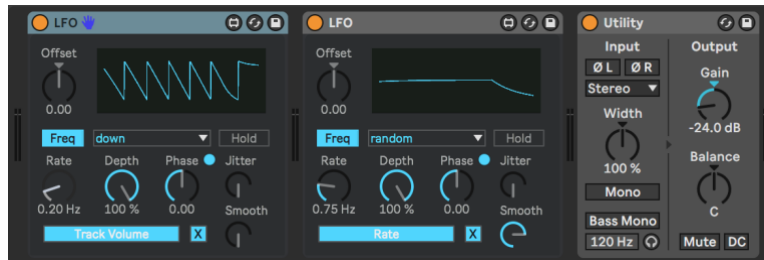 LFO
Offset
0.00
Freq down Hold
Rate Depth Phase Jitter
0.20 Hz 100 % 0.00
Smooth
Track Volume X
LFO
Offset
0.00
Freq random Hold
Rate Depth Phase Jitter
0.75 Hz 100 % 0.00
Smooth
Rate X
Utility
Input
Ø L Ø R
Stereo
Width
100 %
Mono
Bass Mono
120 Hz
Output
Gain
-24.0 dB
Balance
C
Mute DC